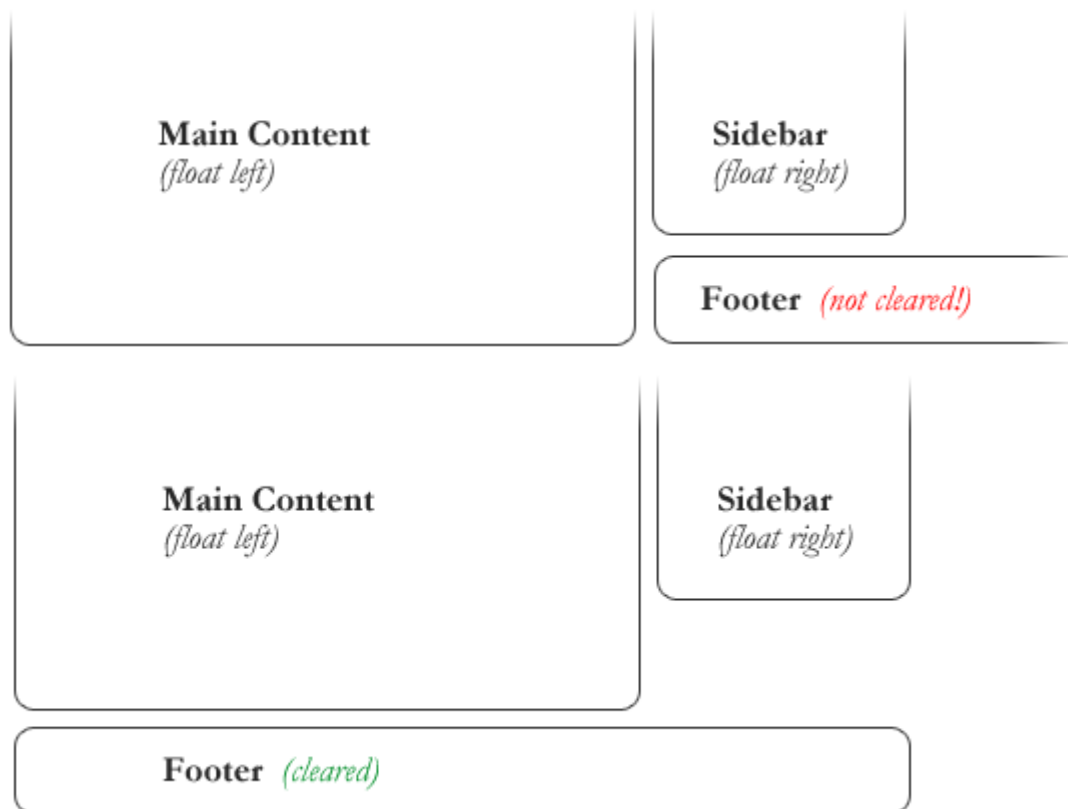 Main Content
(float left)
Sidebar
(float right)
Footer (not cleared!)
Main Content
(float left)
Sidebar
(float right)
Footer (cleared)